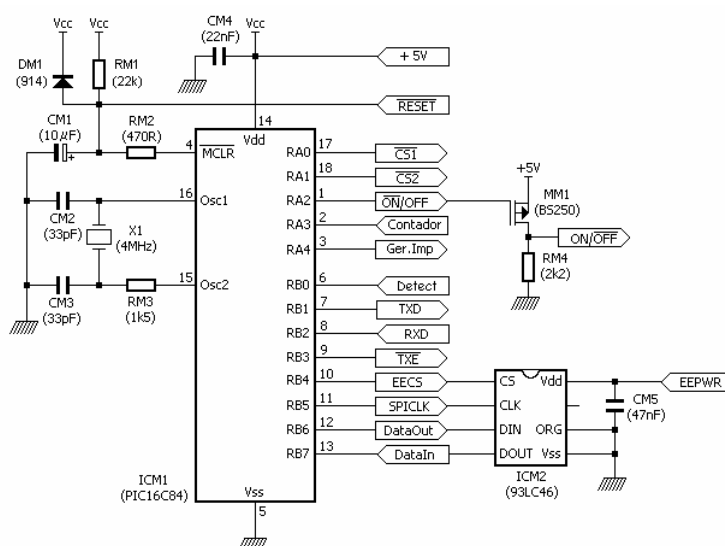 Vcc Vcc CM4 Vcc
(22nF)
DM1 RM1 + 5V
(914) (22k)
RESET
CM1 RM2 14
(10µF) (470R) Vdd
+ 4 MCLR RA0 17 CS1
+5V
RA1 18 CS2
MM1
16 Osc1 RA2 1 ON/OFF (BS250)
CM2 X1 RA3 2 Contador
(33pF) (4MHz) ON/OFF
RA4 3 Ger.Imp
RM4
(2k2)
15 Osc2 RB0 6 Detect
CM3 RM3 RB1 7 TXD
(33pF) (1k5)
RB2 8 RXD
RB3 9 TXE
RB4 10 EECS CS Vdd EEPWR
RB5 11 SPICLK CLK CM5
(47nF)
RB6 12 DataOut DIN ORG
RB7 13 DataIn DOUT Vss
ICM1 ICM2
(PIC16C84) Vss (93LC46)
5